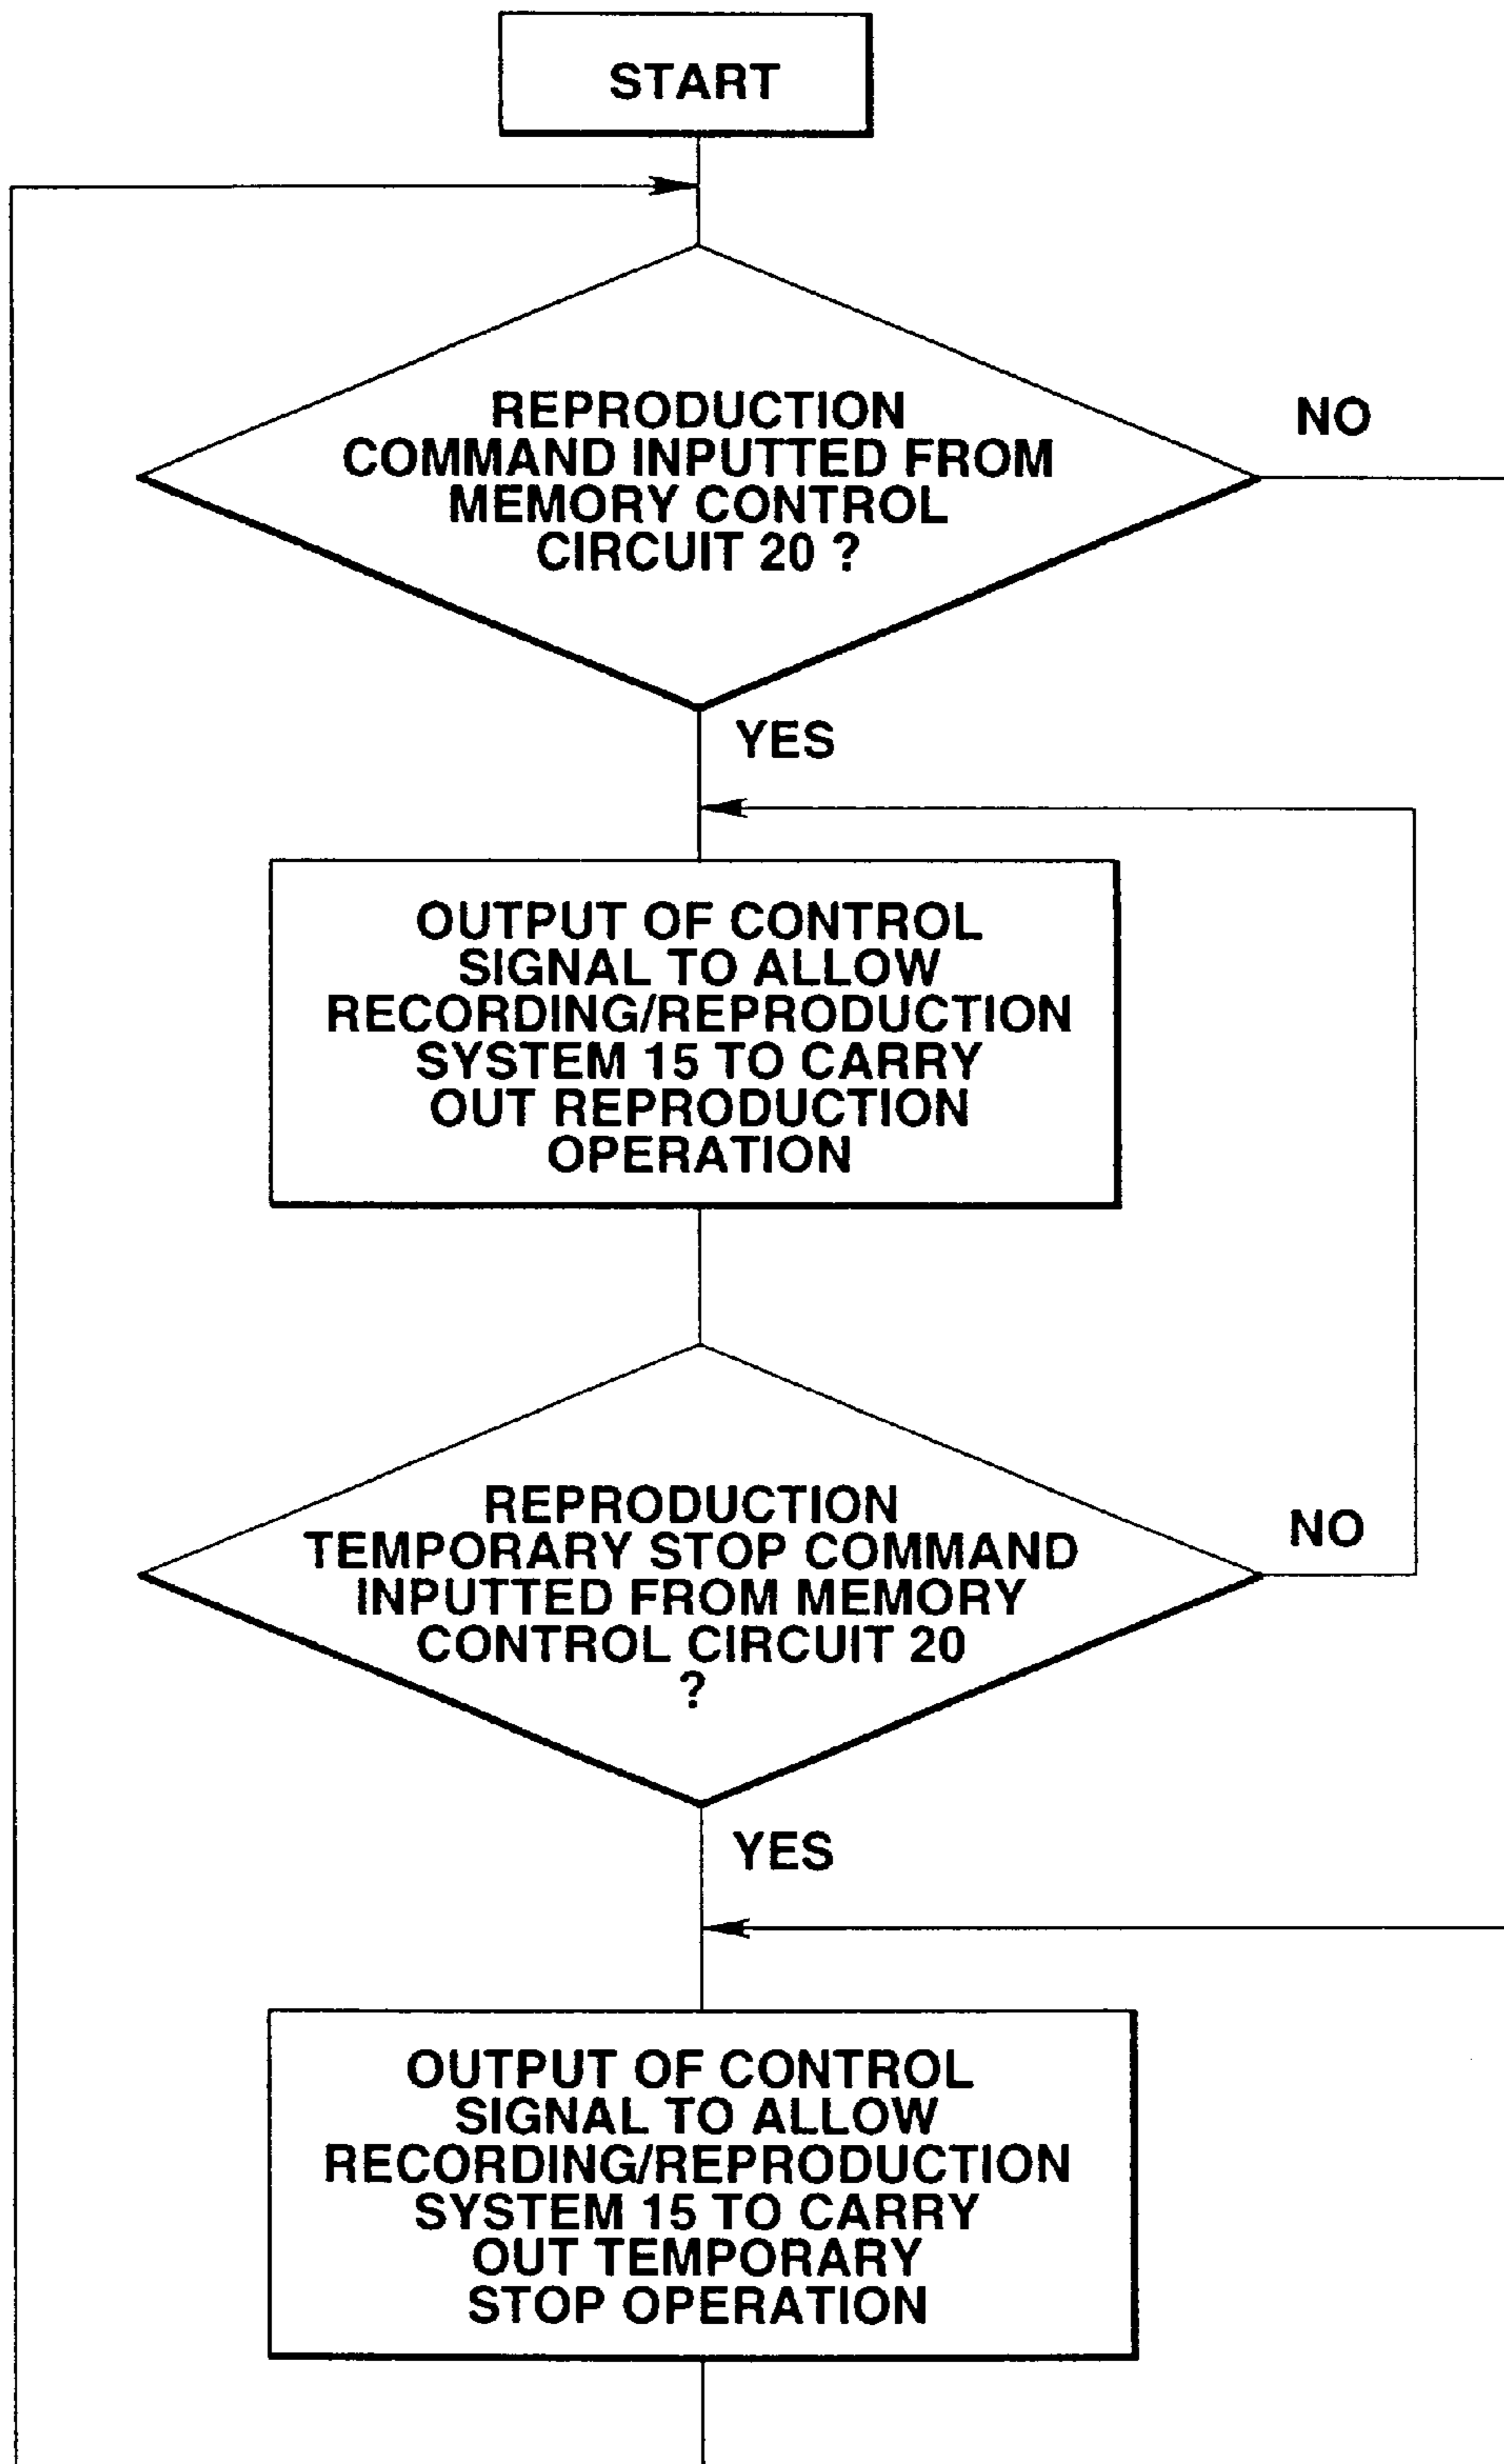 START
REPRODUCTION
COMMAND INPUTTED FROM
MEMORY CONTROL
CIRCUIT 20 ?
NO
YES
OUTPUT OF CONTROL
SIGNAL TO ALLOW
RECORDING/REPRODUCTION
SYSTEM 15 TO CARRY
OUT REPRODUCTION
OPERATION
REPRODUCTION
TEMPORARY STOP COMMAND
INPUTTED FROM MEMORY
CONTROL CIRCUIT 20
?
NO
YES
OUTPUT OF CONTROL
SIGNAL TO ALLOW
RECORDING/REPRODUCTION
SYSTEM 15 TO CARRY
OUT TEMPORARY
STOP OPERATION